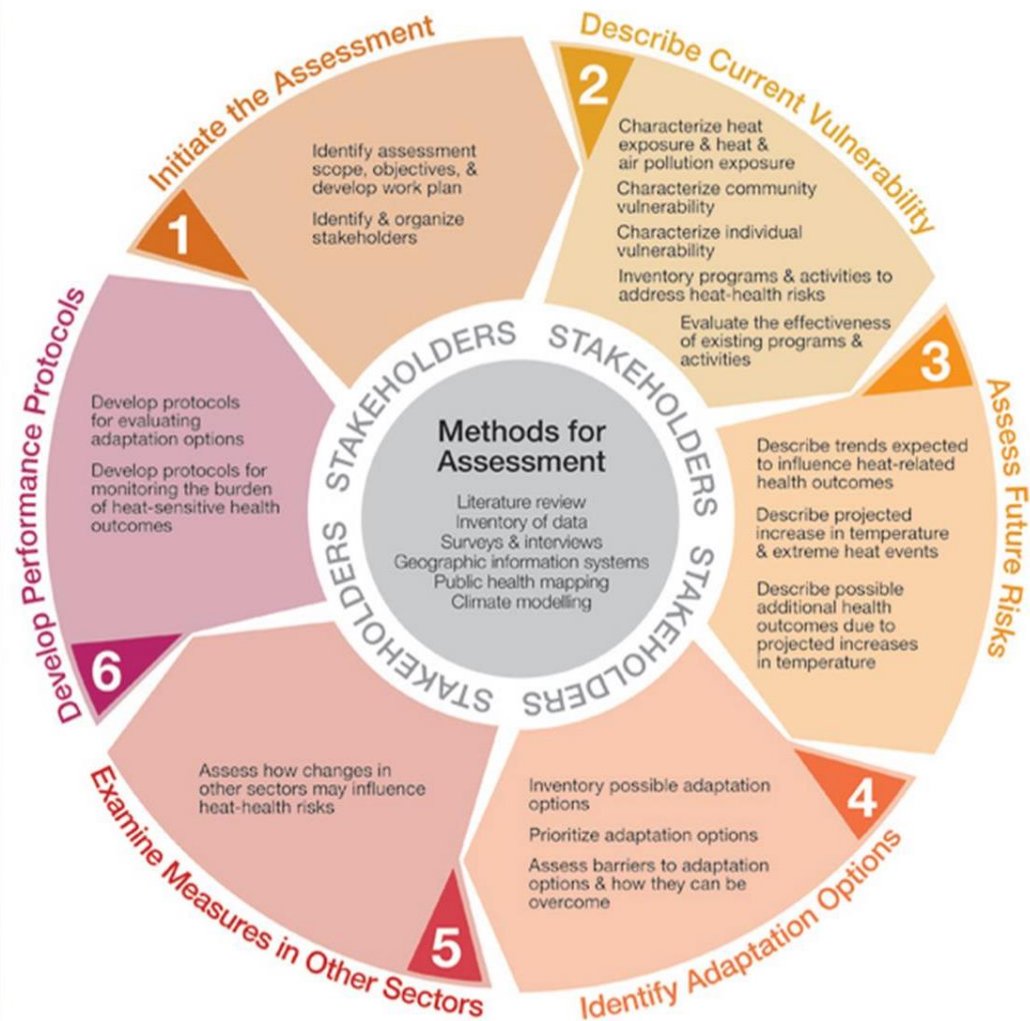 Initiate the Assessment
1
Identify assessment
scope, objectives, &
develop work plan
Identify & organize
stakeholders
Describe Current Vulnerability
2
Characterize heat
exposure & heat &
air pollution exposure
Characterize community
vulnerability
Characterize individual
vulnerability
Inventory programs & activities to
address heat-health risks
Evaluate the effectiveness
of existing programs &
activities
Assess Future Risks
3
Describe trends expected
to influence heat-related
health outcomes
Describe projected
increase in temperature
& extreme heat events
Describe possible
additional health
outcomes due to
projected increases
in temperature
Identify Adaptation Options
4
Inventory possible adaptation
options
Prioritize adaptation options
Assess barriers to adaptation
options & how they can be
overcome
Examine Measures in Other Sectors
5
Assess how changes in
other sectors may influence
heat-health risks
Develop Performance Protocols
6
Develop protocols
for evaluating
adaptation options
Develop protocols for
monitoring the burden
of heat-sensitive health
outcomes
STAKEHOLDERS
STAKEHOLDERS
STAKEHOLDERS
STAKEHOLDERS
STAKEHOLDERS
STAKEHOLDERS
Methods for
Assessment
Literature review
Inventory of data
Surveys & interviews
Geographic information systems
Public health mapping
Climate modelling